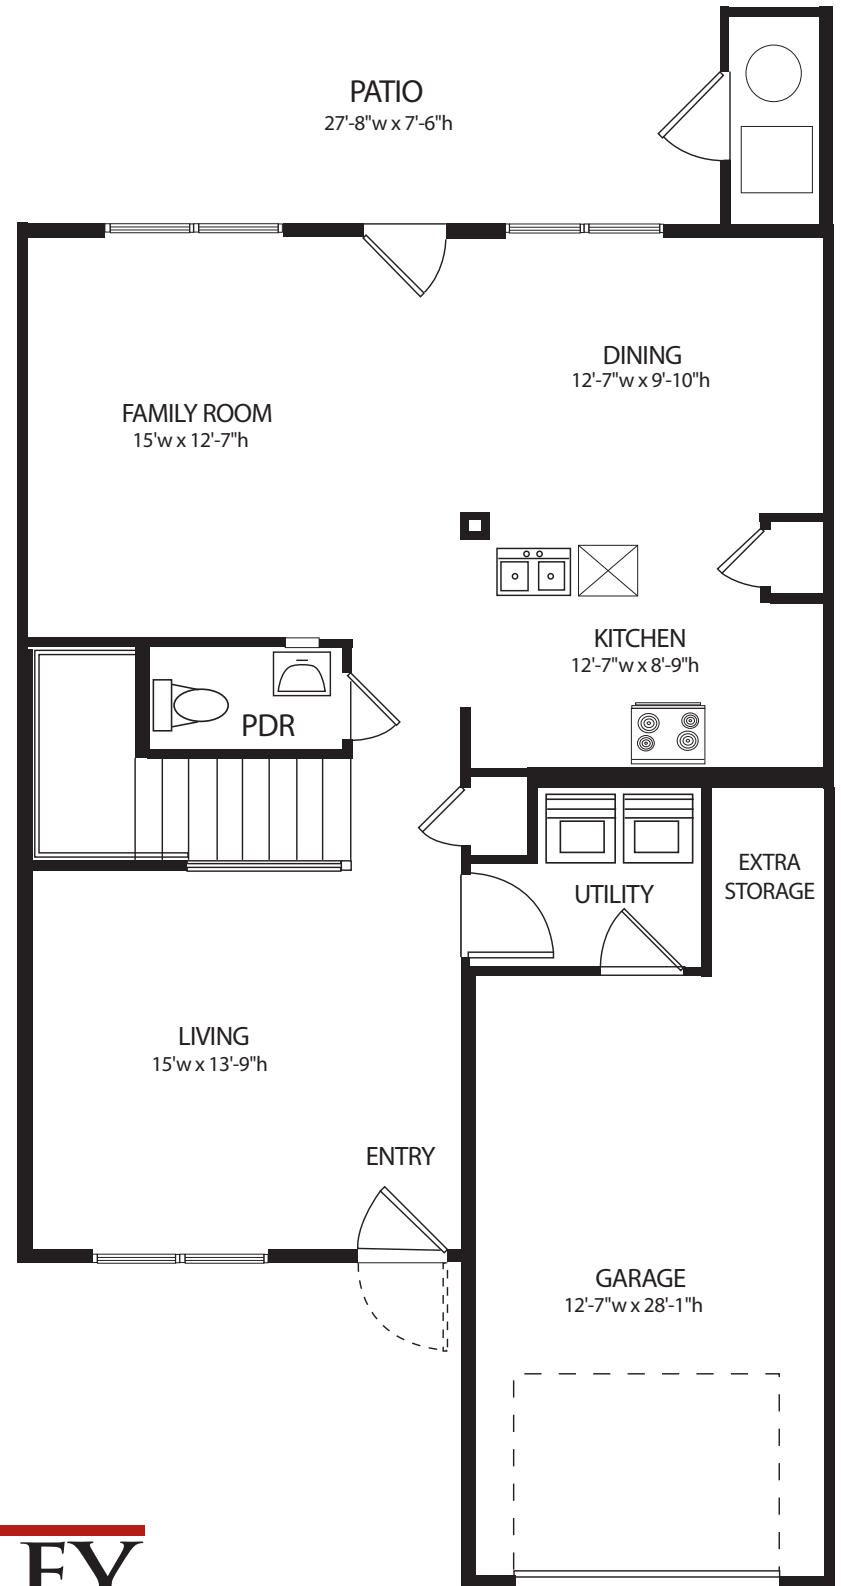 PATIO
27'-8"w x 7'-6"h
DINING
12'-7"w x 9'-10"h
FAMILY ROOM
15'w x 12'-7"h
KITCHEN
12'-7"w x 8'-9"h
PDR
EXTRA
STORAGE
UTILITY
LIVING
15'w x 13'-9"h
ENTRY
GARAGE
12'-7"w x 28'-1"h
EY